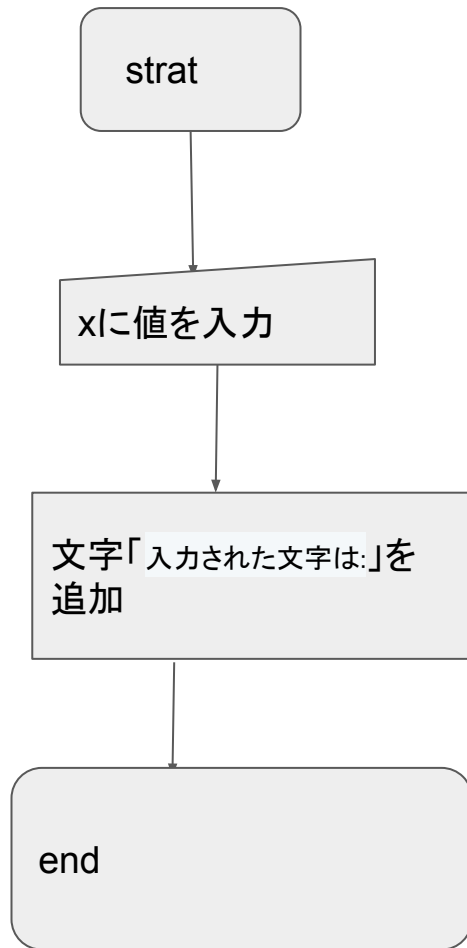 strat
xに値を入力
文字「入力された文字は:」を
追加
end